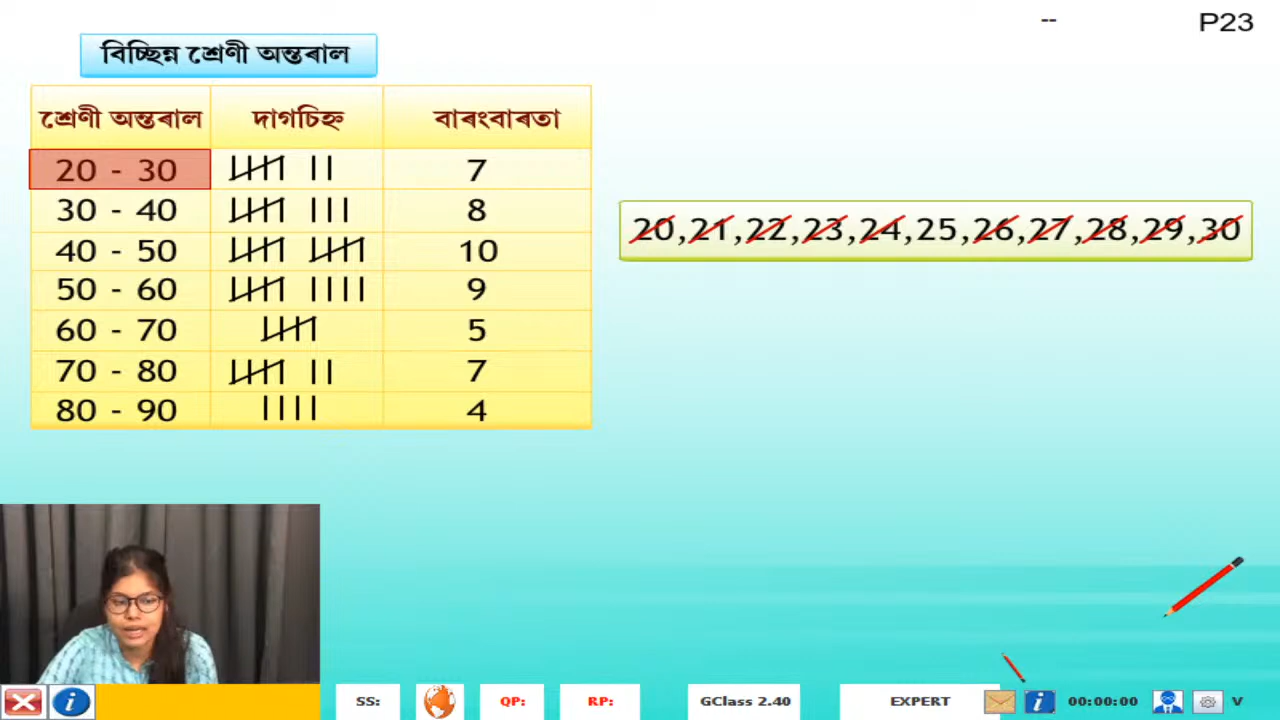 --
P23
বিচ্ছিন্ন শ্ৰেণী অন্তৰাল
শ্ৰেণী অন্তৰাল দাগচিহ্ন বাৰংবাৰতা
20 - 30 7
30 - 40 8
40 - 50 10
50 - 60 9
60 - 70 5
70 - 80 7
80 - 90 4
20,21,22,23,24,25,26,27,28,29,30
SS: QP: RP: GClass 2.40 EXPERT 00:00:00 V